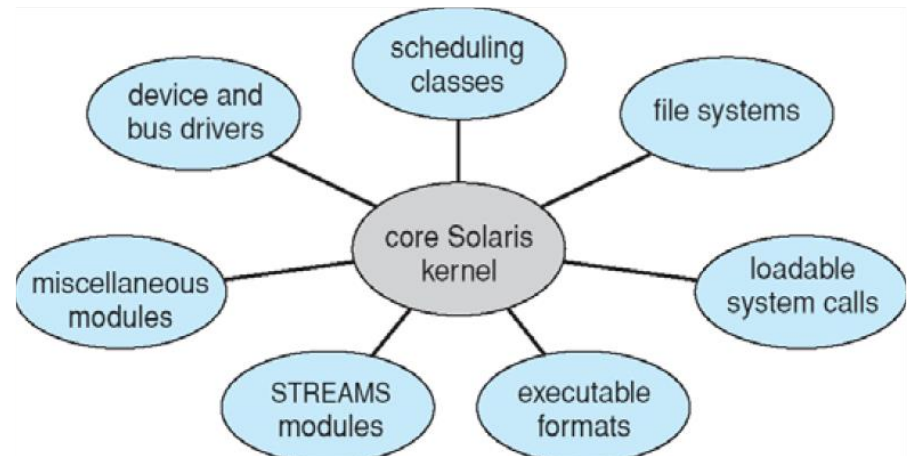 scheduling
classes
device and
bus drivers
file systems
core Solaris
kernel
miscellaneous
modules
loadable
system calls
STREAMS
modules
executable
formats